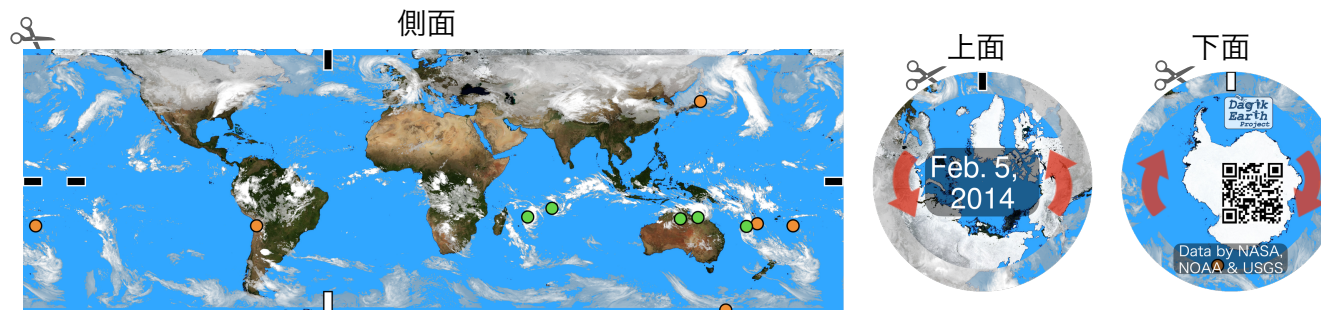 側面
上面
下面
Feb. 5,
2014
Dagik
Earth
Project
Data by NASA,
NOAA & USGS